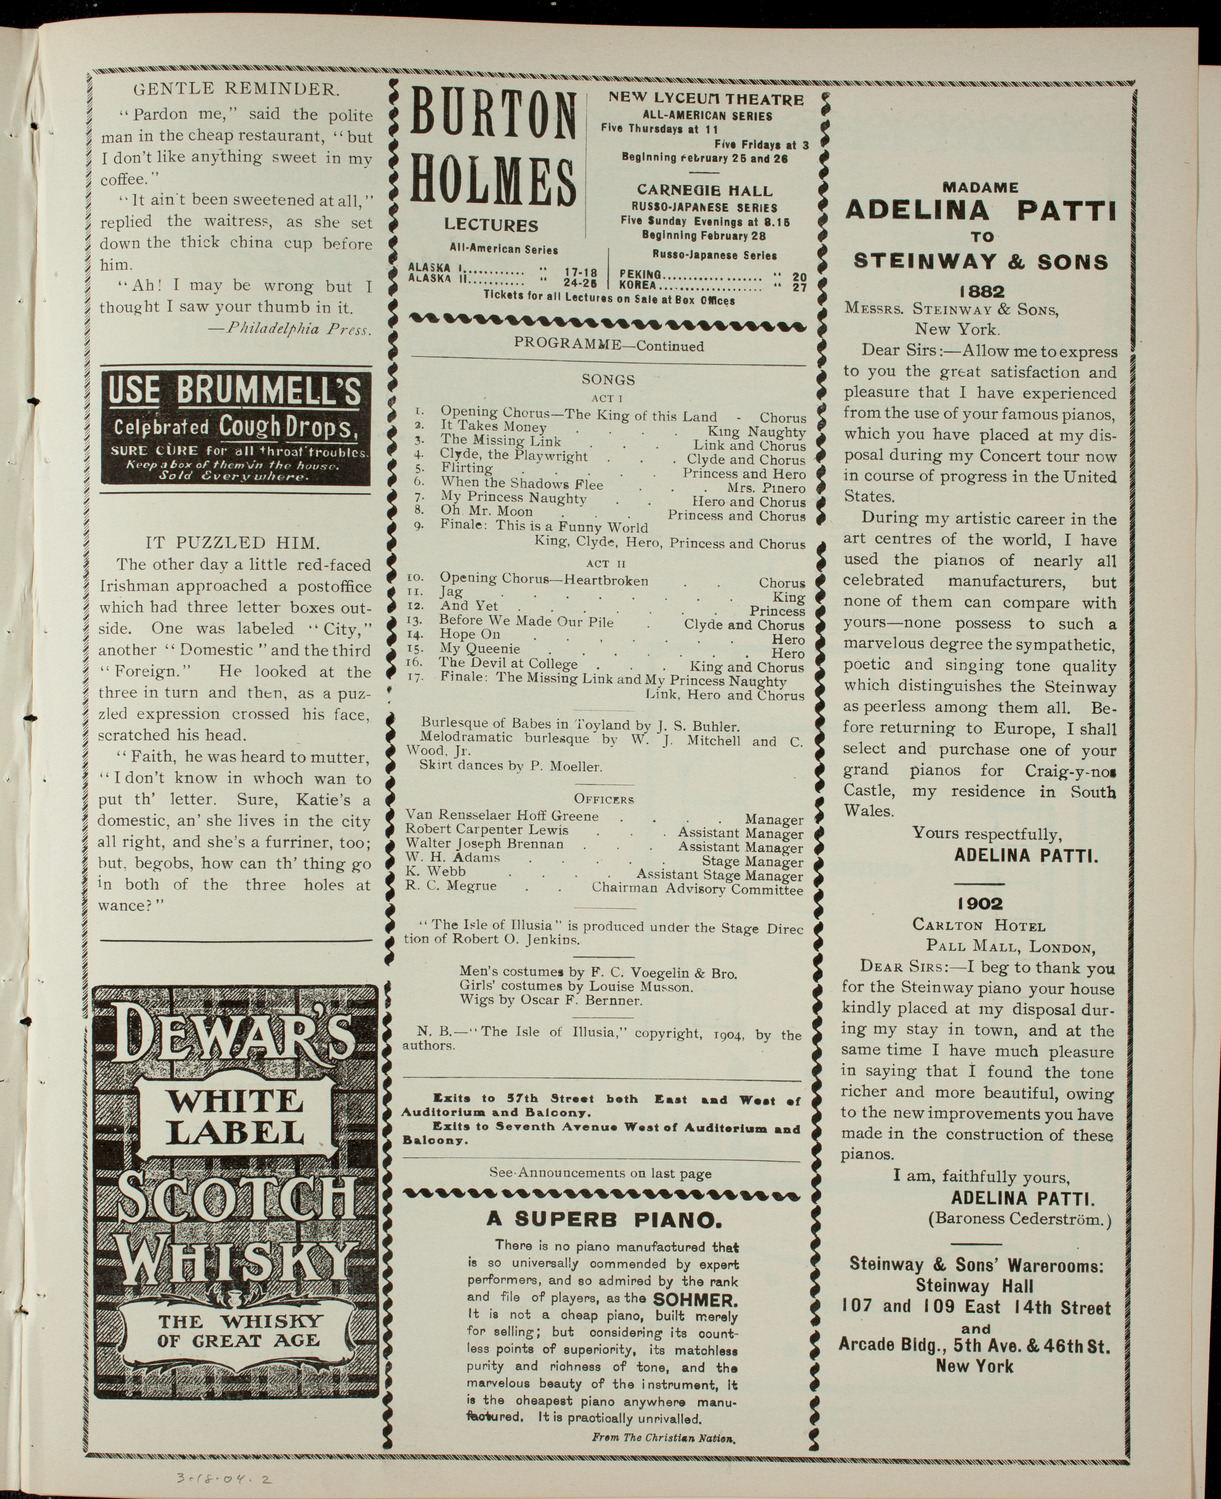 GENTLE REMINDER.
“Pardon me,” said the polite
man in the cheap restaurant, “but
I don't like anything sweet in my
coffee.”
“It ain't been sweetened at all,”
replied the waitress, as she set
down the thick china cup before
him.
“Ah! I may be wrong but I
thought I saw your thumb in it.
—Philadelphia Press.
USE BRUMMELL'S
Celebrated Cough Drops,
SURE CURE for all throat troubles.
Keep a box of them in the house.
Sold Everywhere.
IT PUZZLED HIM.
The other day a little red-faced
Irishman approached a postoffice
which had three letter boxes out-
side. One was labeled “City,”
another “Domestic” and the third
“Foreign.” He looked at the
three in turn and then, as a puz-
zled expression crossed his face,
scratched his head.
“Faith, he was heard to mutter,
“I don't know in whoch wan to
put th' letter. Sure, Katie's a
domestic, an' she lives in the city
all right, and she's a furriner, too;
but, begobs, how can th' thing go
in both of the three holes at
wance?”
DEWAR'S
WHITE
LABEL
SCOTCH
WHISKY
THE WHISKY
OF GREAT AGE
BURTON
HOLMES
LECTURES
NEW LYCEUM THEATRE
ALL-AMERICAN SERIES
Five Thursdays at 11
Five Fridays at 3
Beginning February 25 and 26
CARNEGIE HALL
RUSSO-JAPANESE SERIES
Five Sunday Evenings at 8.15
Beginning February 28
All-American Series
ALASKA I........... “ 17-18
ALASKA II.......... “ 24-25
Russo-Japanese Series
PEKING................... “ 20
KOREA.................... “ 27
Tickets for all Lectures on Sale at Box Offices
PROGRAMME—Continued
SONGS
ACT I
1. Opening Chorus—The King of this Land - Chorus
2. It Takes Money . . . . King Naughty
3. The Missing Link . . . . Link and Chorus
4. Clyde, the Playwright . . Clyde and Chorus
5. Flirting . . . . Princess and Hero
6. When the Shadows Flee . . . Mrs. Pinero
7. My Princess Naughty . . Hero and Chorus
8. Oh Mr. Moon . . . Princess and Chorus
9. Finale: This is a Funny World
King, Clyde, Hero, Princess and Chorus
ACT II
10. Opening Chorus—Heartbroken . . Chorus
11. Jag . . . . . . . King
12. And Yet . . . . . . Princess
13. Before We Made Our Pile . Clyde and Chorus
14. Hope On . . . . . . Hero
15. My Queenie . . . . . . Hero
16. The Devil at College . . . King and Chorus
17. Finale: The Missing Link and My Princess Naughty
Link, Hero and Chorus
Burlesque of Babes in Toyland by J. S. Buhler.
Melodramatic burlesque by W. J. Mitchell and C.
Wood, Jr.
Skirt dances by P. Moeller.
OFFICERS
Van Rensselaer Hoff Greene . . . . Manager
Robert Carpenter Lewis . . . Assistant Manager
Walter Joseph Brennan . . . Assistant Manager
W. H. Adams . . . . . Stage Manager
K. Webb . . . . Assistant Stage Manager
R. C. Megrue . . Chairman Advisory Committee
“The Isle of Illusia” is produced under the Stage Direc
tion of Robert O. Jenkins.
Men's costumes by F. C. Voegelin & Bro.
Girls' costumes by Louise Musson.
Wigs by Oscar F. Bernner.
N. B.—“The Isle of Illusia,” copyright, 1904, by the
authors.
Exits to 57th Street both East and West of
Auditorium and Balcony.
Exits to Seventh Avenue West of Auditorium and
Balcony.
See Announcements on last page
A SUPERB PIANO.
There is no piano manufactured that
is so universally commended by expert
performers, and so admired by the rank
and file of players, as the SOHMER.
It is not a cheap piano, built merely
for selling; but considering its count-
less points of superiority, its matchless
purity and richness of tone, and the
marvelous beauty of the instrument, it
is the cheapest piano anywhere manu-
factured. It is practically unrivalled.
From The Christian Nation.
MADAME
ADELINA PATTI
TO
STEINWAY & SONS
1882
MESSRS. STEINWAY & SONS,
New York.
Dear Sirs:—Allow me to express
to you the great satisfaction and
pleasure that I have experienced
from the use of your famous pianos,
which you have placed at my dis-
posal during my Concert tour now
in course of progress in the United
States.
During my artistic career in the
art centres of the world, I have
used the pianos of nearly all
celebrated manufacturers, but
none of them can compare with
yours—none possess to such a
marvelous degree the sympathetic,
poetic and singing tone quality
which distinguishes the Steinway
as peerless among them all. Be-
fore returning to Europe, I shall
select and purchase one of your
grand pianos for Craig-y-nos
Castle, my residence in South
Wales.
Yours respectfully,
ADELINA PATTI.
1902
CARLTON HOTEL
PALL MALL, LONDON,
DEAR SIRS:—I beg to thank you
for the Steinway piano your house
kindly placed at my disposal dur-
ing my stay in town, and at the
same time I have much pleasure
in saying that I found the tone
richer and more beautiful, owing
to the new improvements you have
made in the construction of these
pianos.
I am, faithfully yours,
ADELINA PATTI.
(Baroness Cederström.)
Steinway & Sons' Warerooms:
Steinway Hall
107 and 109 East 14th Street
and
Arcade Bldg., 5th Ave. & 46th St.
New York
3·18·04·2